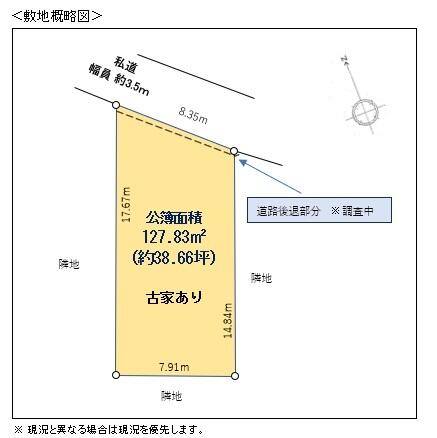 ＜敷地概略図＞
私道
幅員 約3.5m
N
8.35m
17.67m
公簿面積
127.83㎡
(約38.66坪)
古家あり
道路後退部分　※調査中
隣地
隣地
14.84m
7.91m
隣地
※ 現況と異なる場合は現況を優先します。